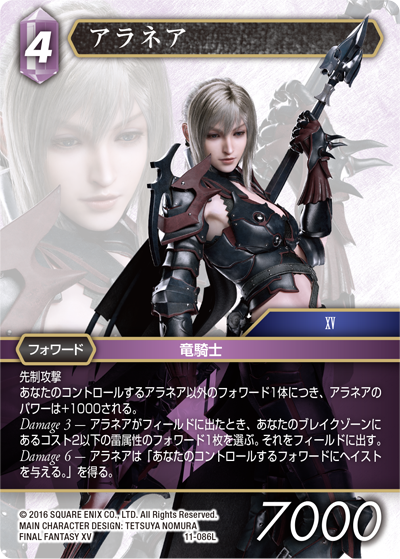 4
アラネア
XV
フォワード
竜騎士
先制攻撃
あなたのコントロールするアラネア以外のフォワード1体につき、アラネアの
パワーは+1000される。
Damage 3 ― アラネアがフィールドに出たとき、あなたのブレイクゾーンに
あるコスト2以下の雷属性のフォワード1枚を選ぶ。それをフィールドに出す。
Damage 6 ― アラネアは「あなたのコントロールするフォワードにヘイスト
を与える。」を得る。
© 2016 SQUARE ENIX CO., LTD. All Rights Reserved.
MAIN CHARACTER DESIGN: TETSUYA NOMURA
FINAL FANTASY XV
11-086L
7000